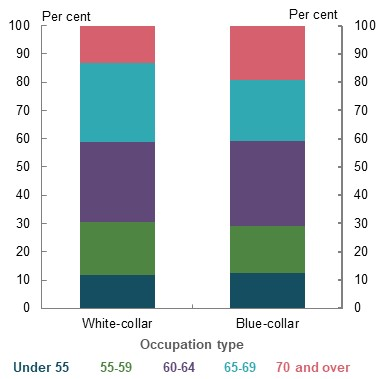 Per cent Per cent
100 100
90 90
80 80
70 70
60 60
50 50
40 40
30 30
20 20
10 10
0 0
White-collar Blue-collar
Occupation type
Under 55 55-59 60-64 65-69 70 and over